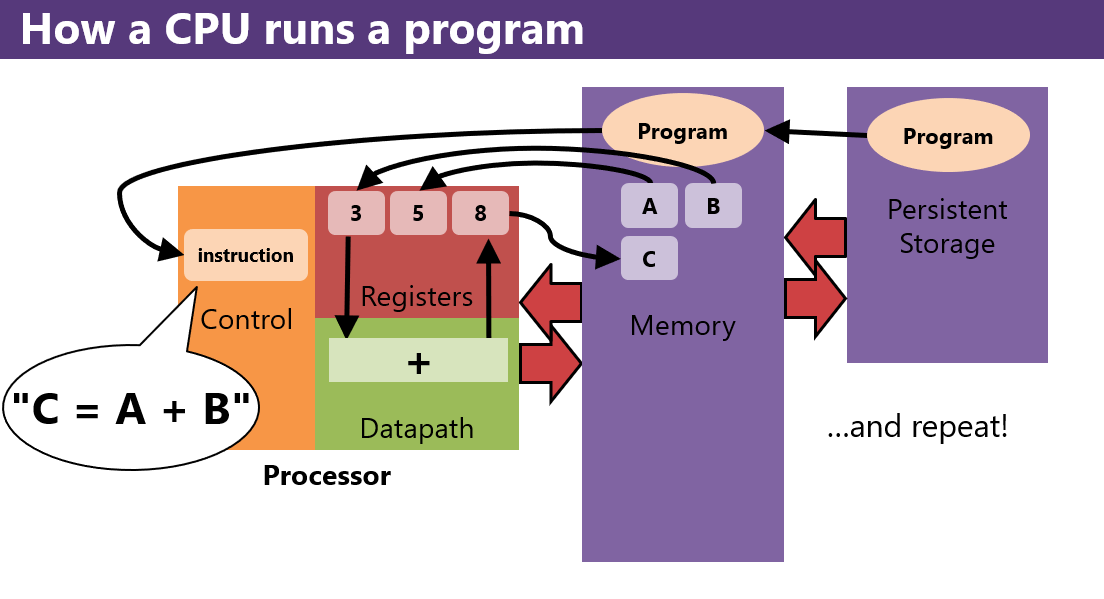 How a CPU runs a program
Program
Program
A B
C
3 5 8
instruction
Registers
Control
Memory
Persistent
Storage
+
Datapath
"C = A + B"
Processor
...and repeat!